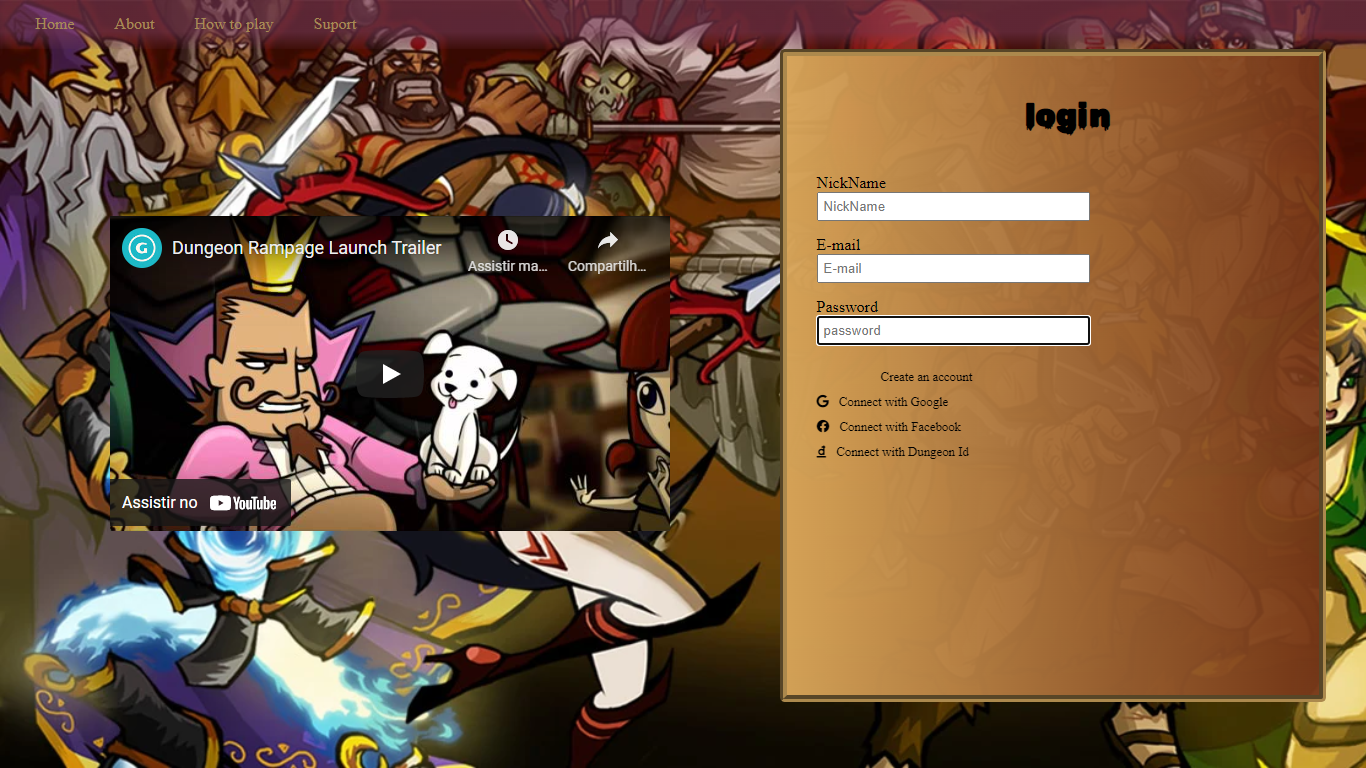 Home About How to play Suport
login
NickName
NickName
E-mail
E-mail
Password
password
Create an account
Connect with Google
Connect with Facebook
Connect with Dungeon Id
G Dungeon Rampage Launch Trailer
Assistir ma... Compartilh...
Assistir no YouTube